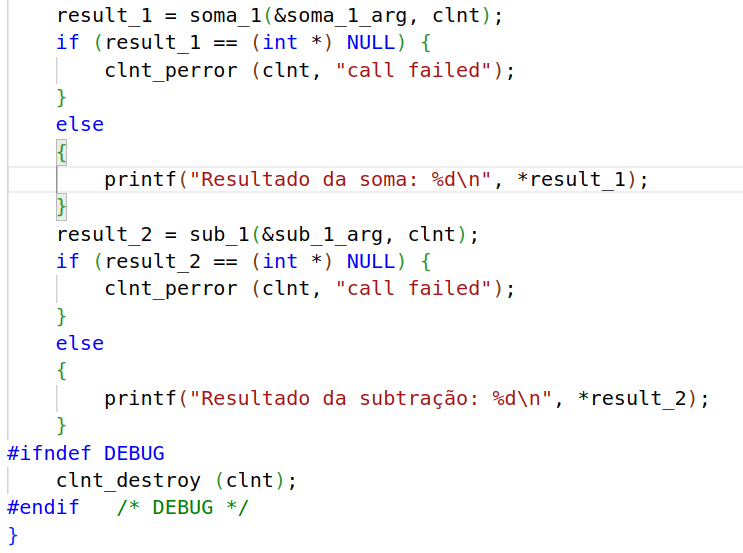 result_1 = soma_1(&soma_1_arg, clnt);
if (result_1 == (int *) NULL) {
clnt_perror (clnt, "call failed");
}
else
{
printf("Resultado da soma: %d\n", *result_1);
}
result_2 = sub_1(&sub_1_arg, clnt);
if (result_2 == (int *) NULL) {
clnt_perror (clnt, "call failed");
}
else
{
printf("Resultado da subtração: %d\n", *result_2);
}
#ifndef DEBUG
clnt_destroy (clnt);
#endif /* DEBUG */
}